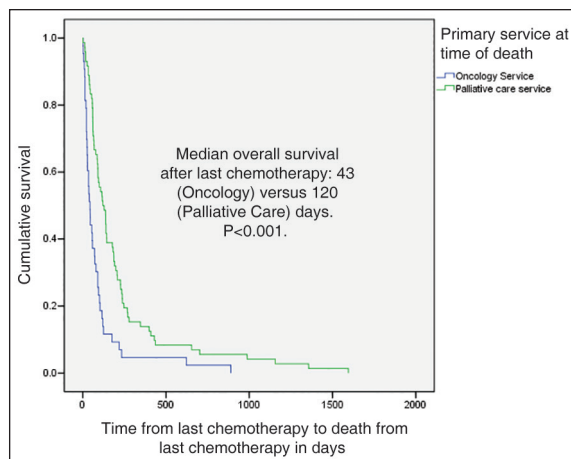 Primary service at
time of death
Oncology Service
Palliative care service
Median overall survival
after last chemotherapy: 43
(Oncology) versus 120
(Palliative Care) days.
P<0.001.
Cumulative survival
1.0
0.8
0.6
0.4
0.2
0.0
0
500
1000
1500
2000
Time from last chemotherapy to death from
last chemotherapy in days